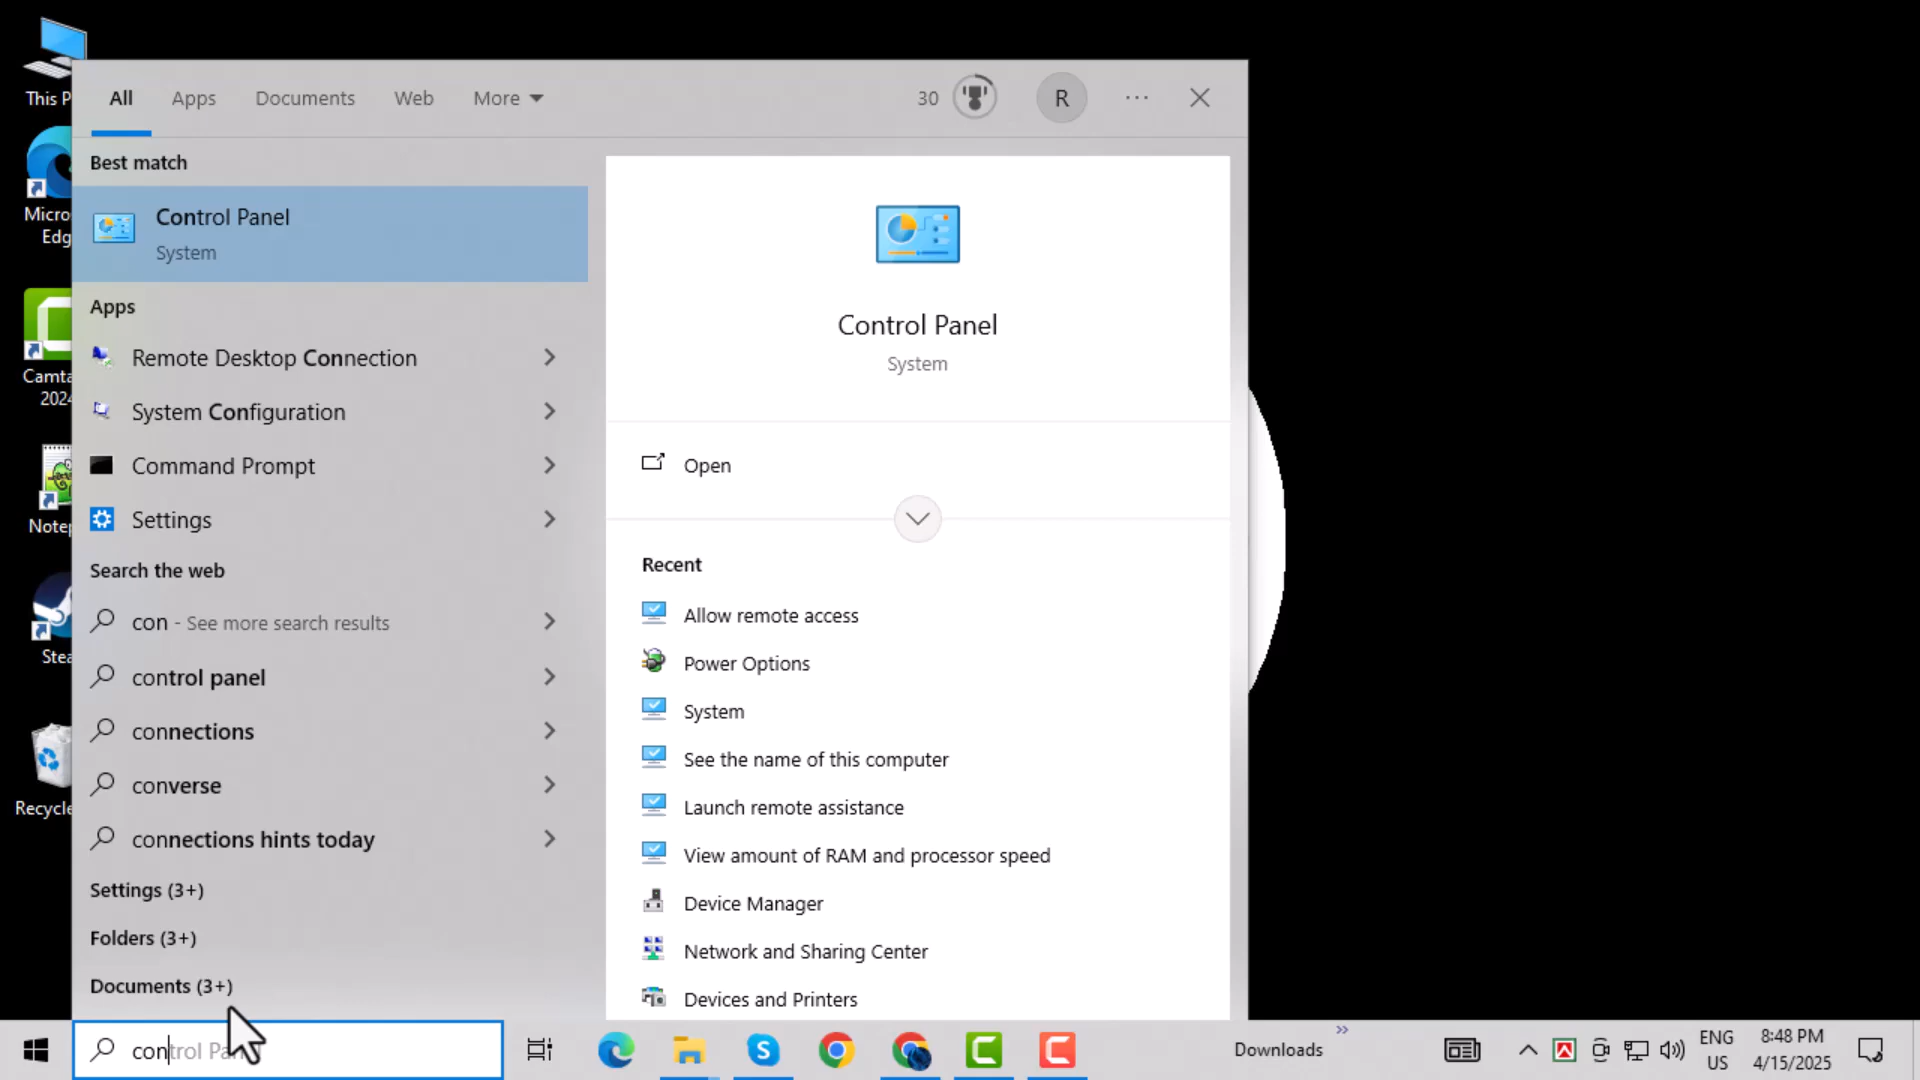 This P
Micro
Edg
Camta
2024
Notep
Stea
Recycle
All
Apps
Documents
Web
More
30
R
Best match
Control Panel
System
Apps
Remote Desktop Connection
System Configuration
Command Prompt
Settings
Search the web
con - See more search results
control panel
connections
converse
connections hints today
Settings (3+)
Folders (3+)
Documents (3+)
Control Panel
System
Open
Recent
Allow remote access
Power Options
System
See the name of this computer
Launch remote assistance
View amount of RAM and processor speed
Device Manager
Network and Sharing Center
Devices and Printers
control Pa
Downloads
ENG
US
8:48 PM
4/15/2025